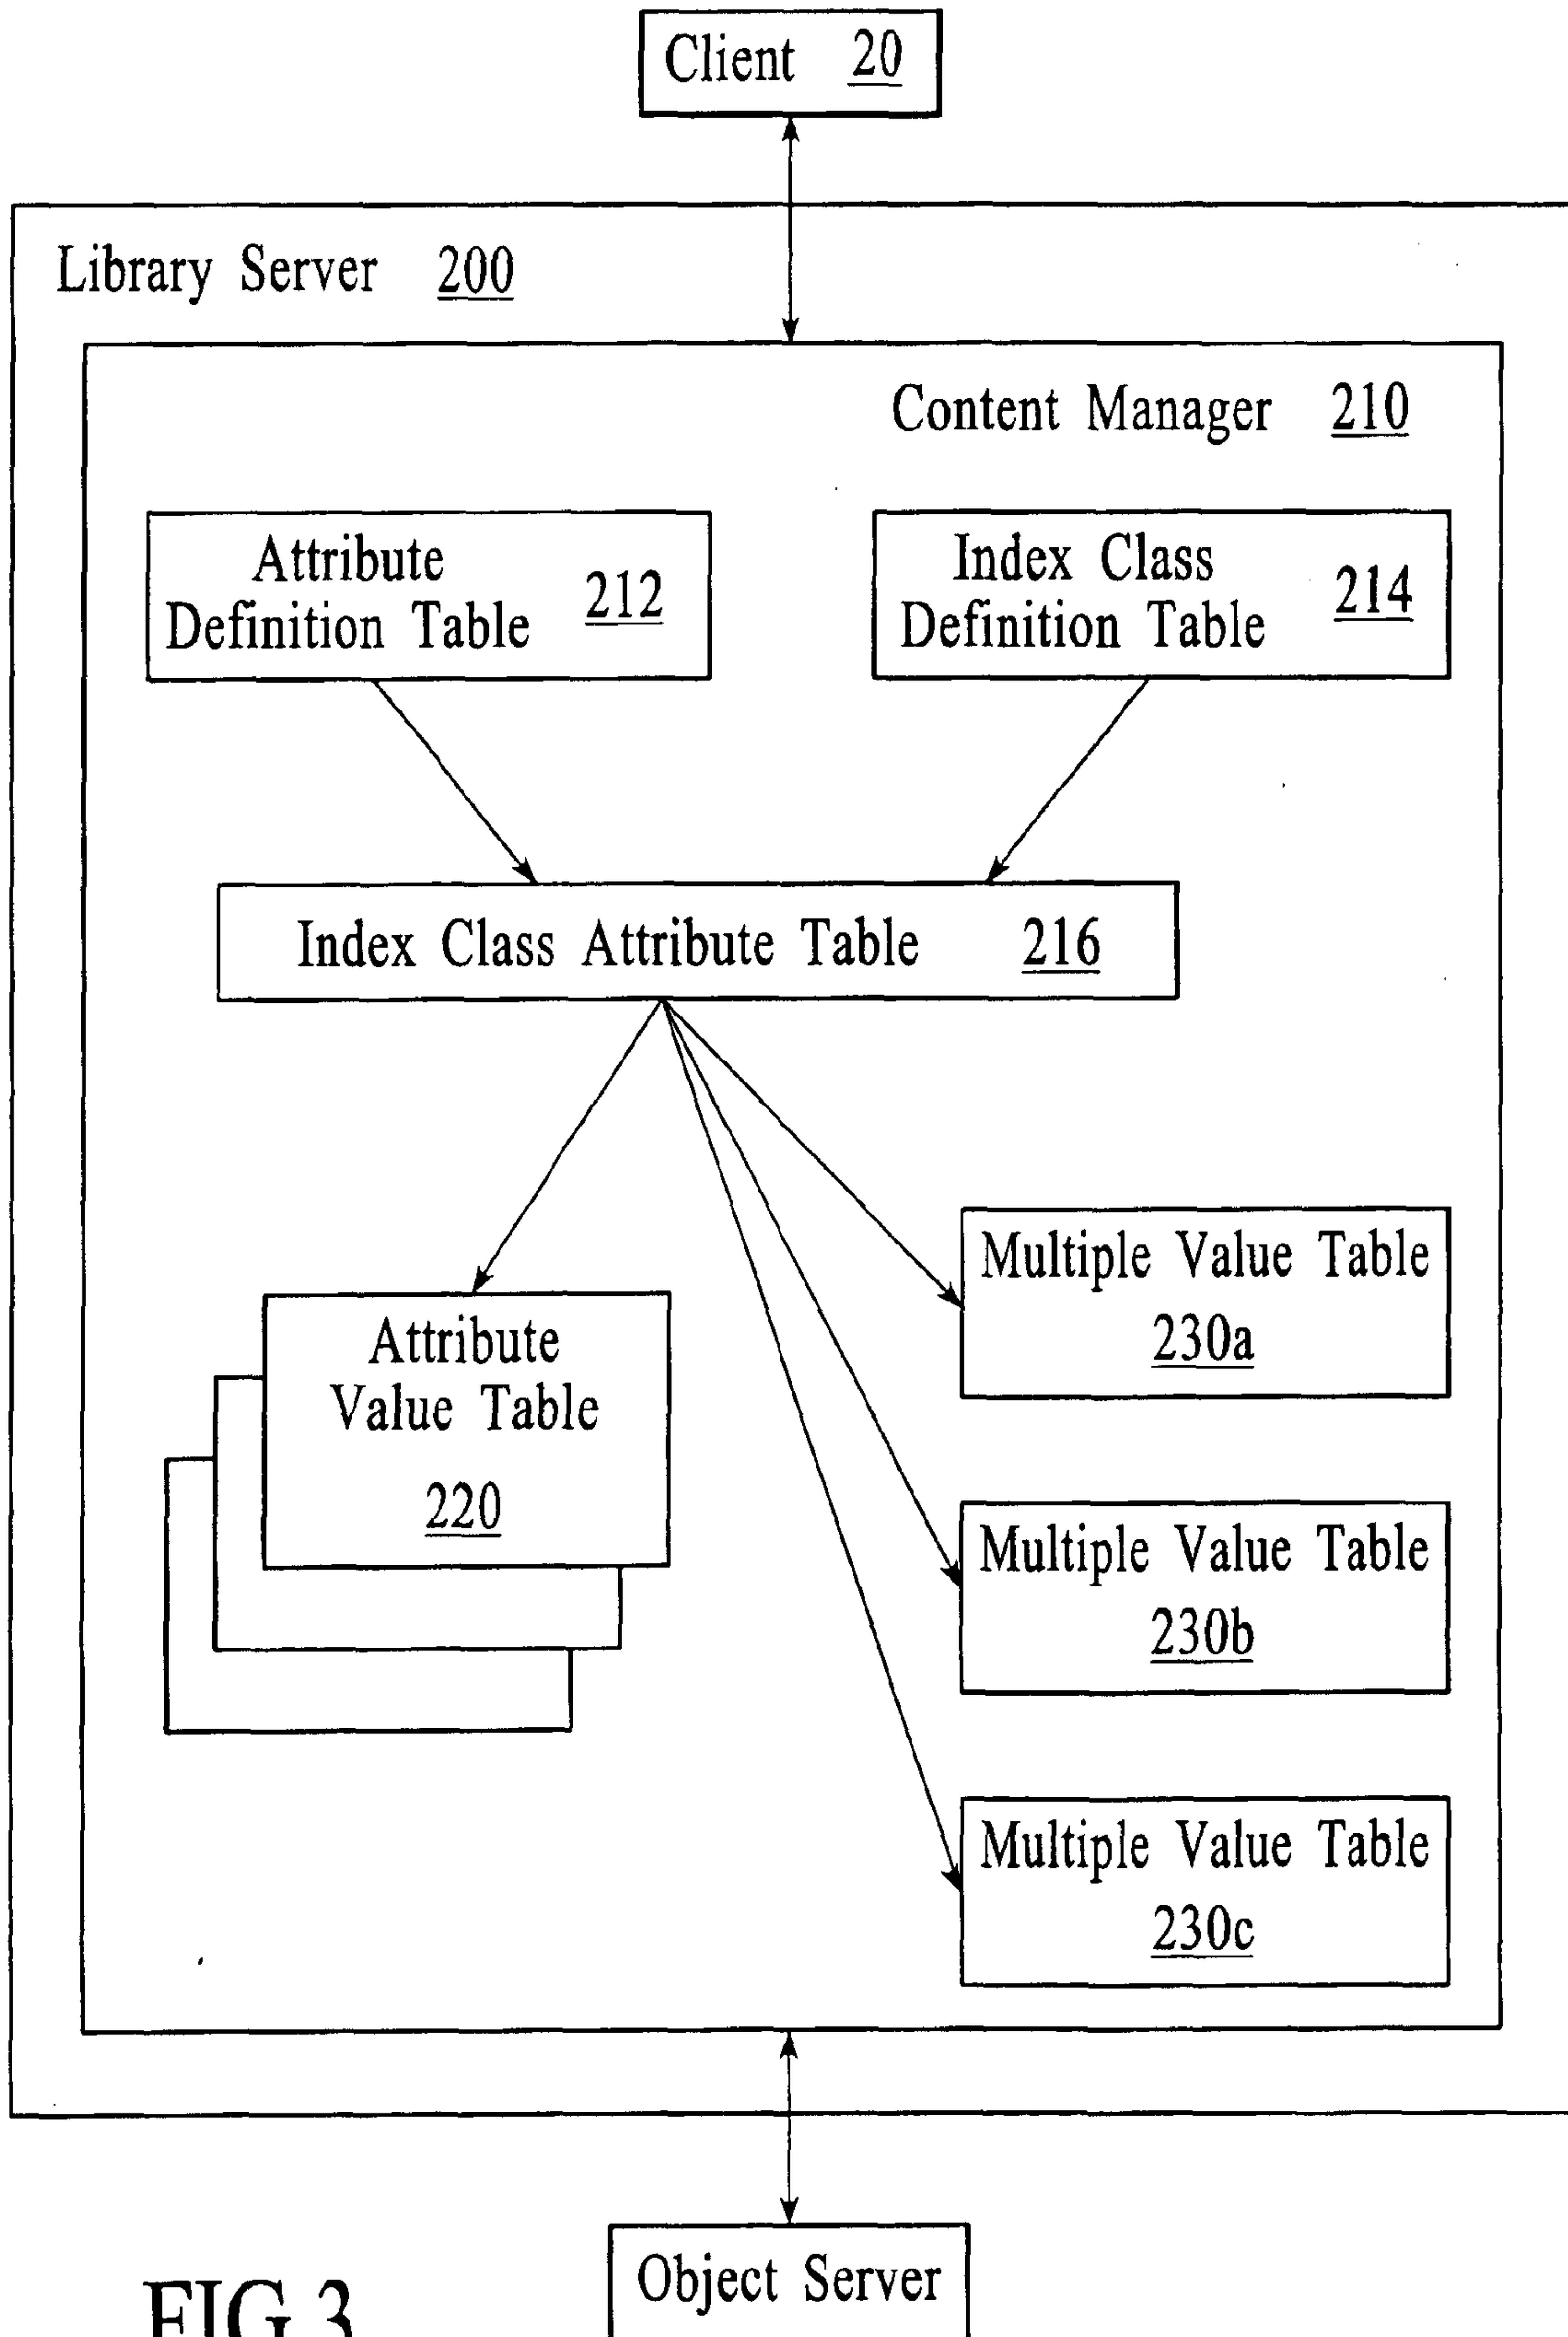 Client 20
Library Server 200
Content Manager 210
Attribute
Definition Table 212
Index Class
Definition Table 214
Index Class Attribute Table 216
Attribute
Value Table
220
Multiple Value Table
230a
Multiple Value Table
230b
Multiple Value Table
230c
Object Server
FIG 3